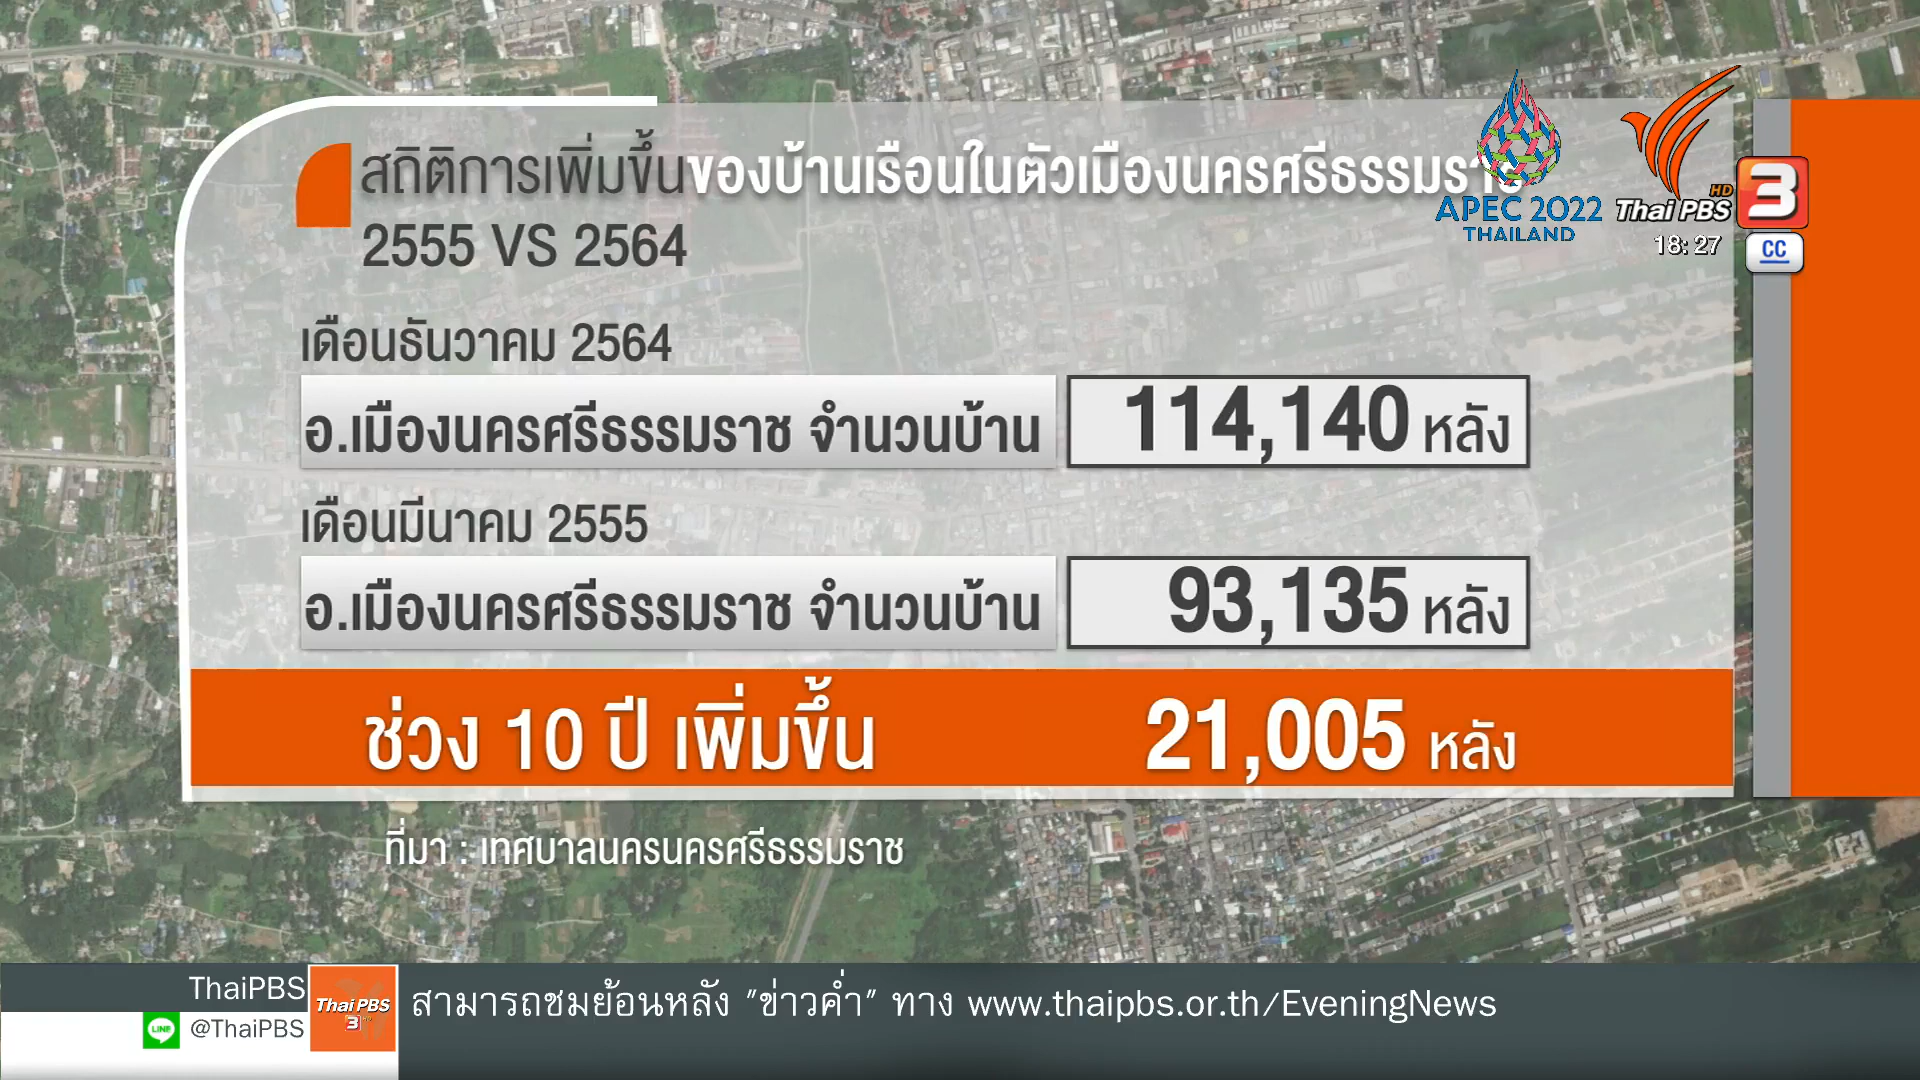 สถิติการเพิ่มขึ้นของบ้านเรือนในตัวเมืองนครศรีธรรมราช
2555 VS 2564
APEC 2022
THAILAND
Thai PBS HD 3
18:27
CC
เดือนธันวาคม 2564
อ.เมืองนครศรีธรรมราช จำนวนบ้าน 114,140 หลัง
เดือนมีนาคม 2555
อ.เมืองนครศรีธรรมราช จำนวนบ้าน 93,135 หลัง
ช่วง 10 ปี เพิ่มขึ้น 21,005 หลัง
ที่มา : เทศบาลนครนครศรีธรรมราช
ThaiPBS
LINE @ThaiPBS
Thai PBS
3
สามารถชมย้อนหลัง "ข่าวค่ำ" ทาง www.thaipbs.or.th/EveningNews